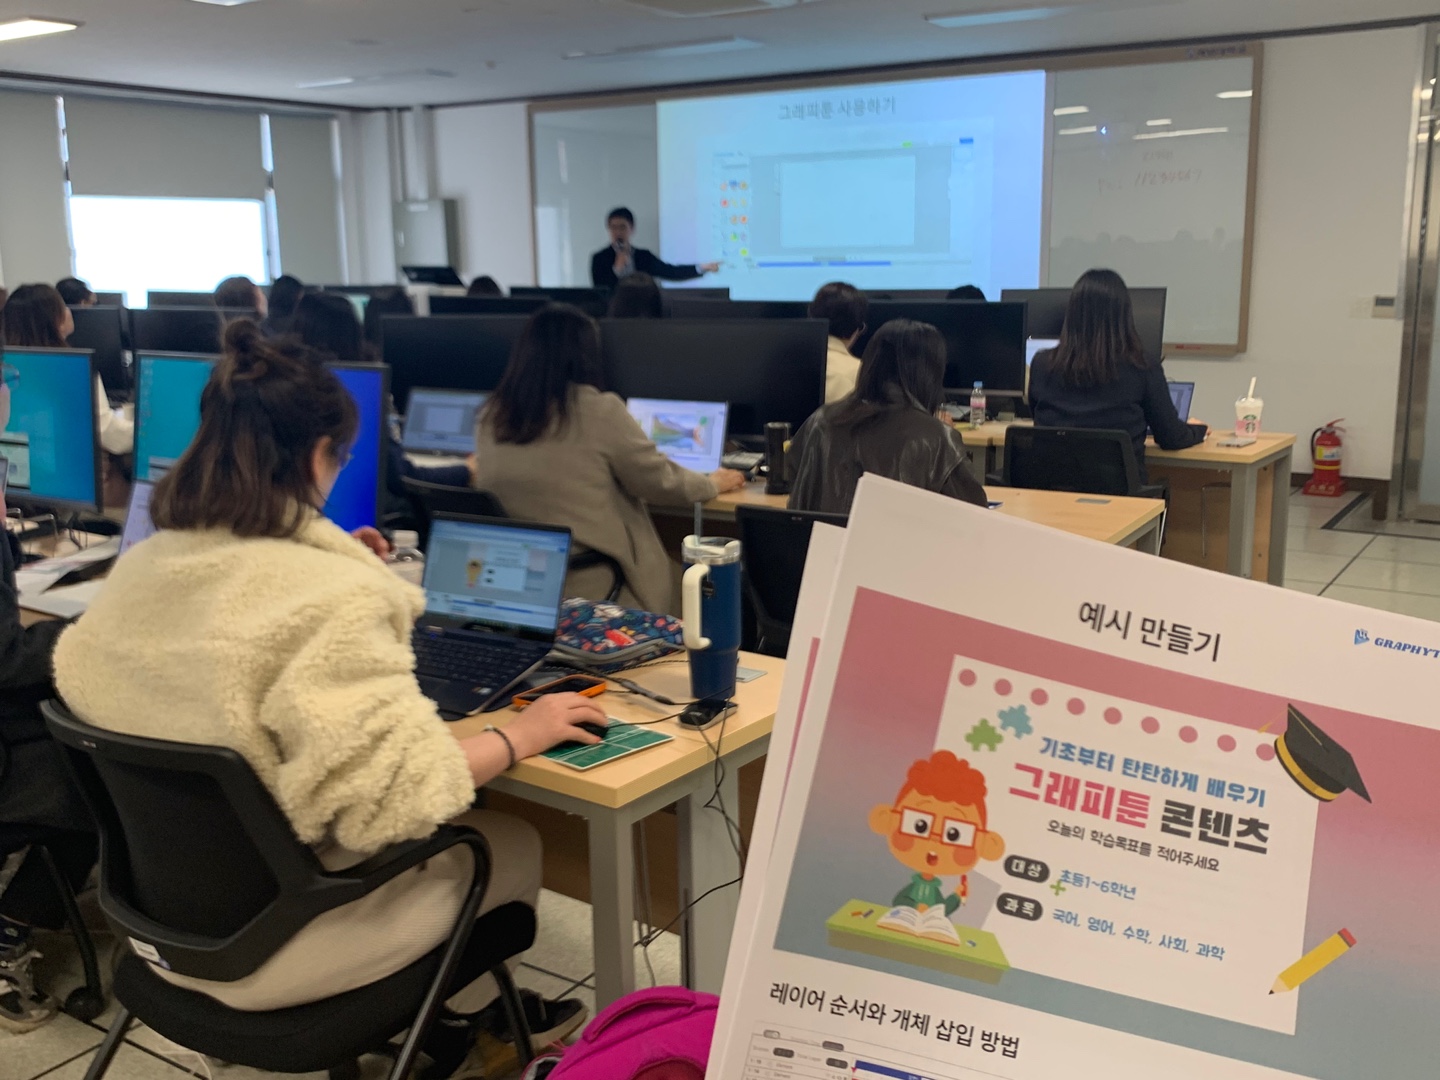 그래피툰 사용하기
예시 만들기
GRAPHYT
기초부터 탄탄하게 배우기
그래피툰 콘텐츠
오늘의 학습목표를 적어주세요
대상 초등1~6학년
과목 국어, 영어, 수학, 사회, 과학
레이어 순서와 개체 삽입 방법